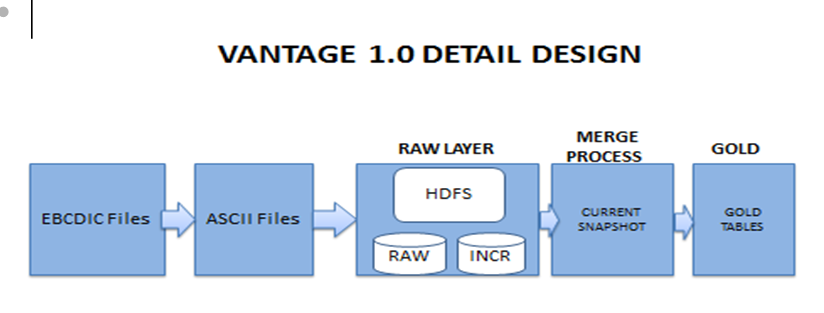 VANTAGE 1.0 DETAIL DESIGN
RAW LAYER
MERGE
PROCESS
GOLD
EBCDIC Files
ASCII Files
HDFS
RAW
INCR
CURRENT
SNAPSHOT
GOLD
TABLES